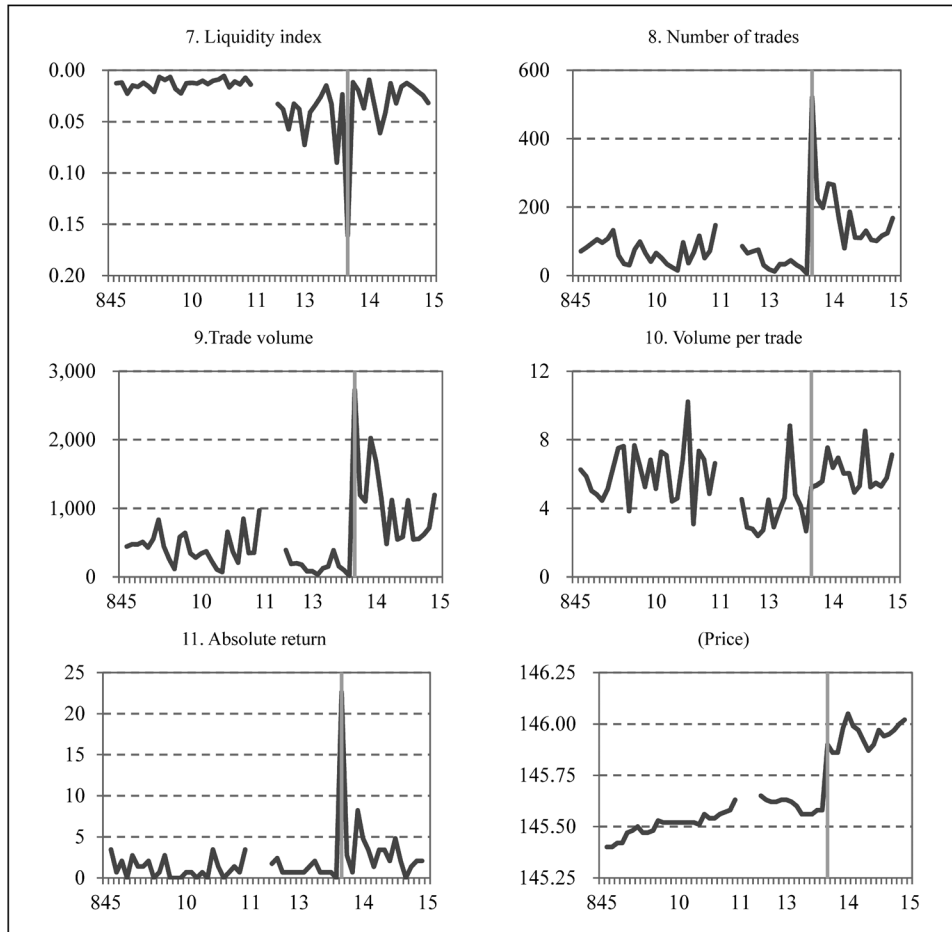 7. Liquidity index
0.00
0.05
0.10
0.15
0.20
845 10 11 13 14 15
8. Number of trades
600
400
200
0
845 10 11 13 14 15
9.Trade volume
3,000
2,000
1,000
0
845 10 11 13 14 15
10. Volume per trade
12
8
4
0
845 10 11 13 14 15
11. Absolute return
25
20
15
10
5
0
845 10 11 13 14 15
(Price)
146.25
146.00
145.75
145.50
145.25
845 10 11 13 14 15